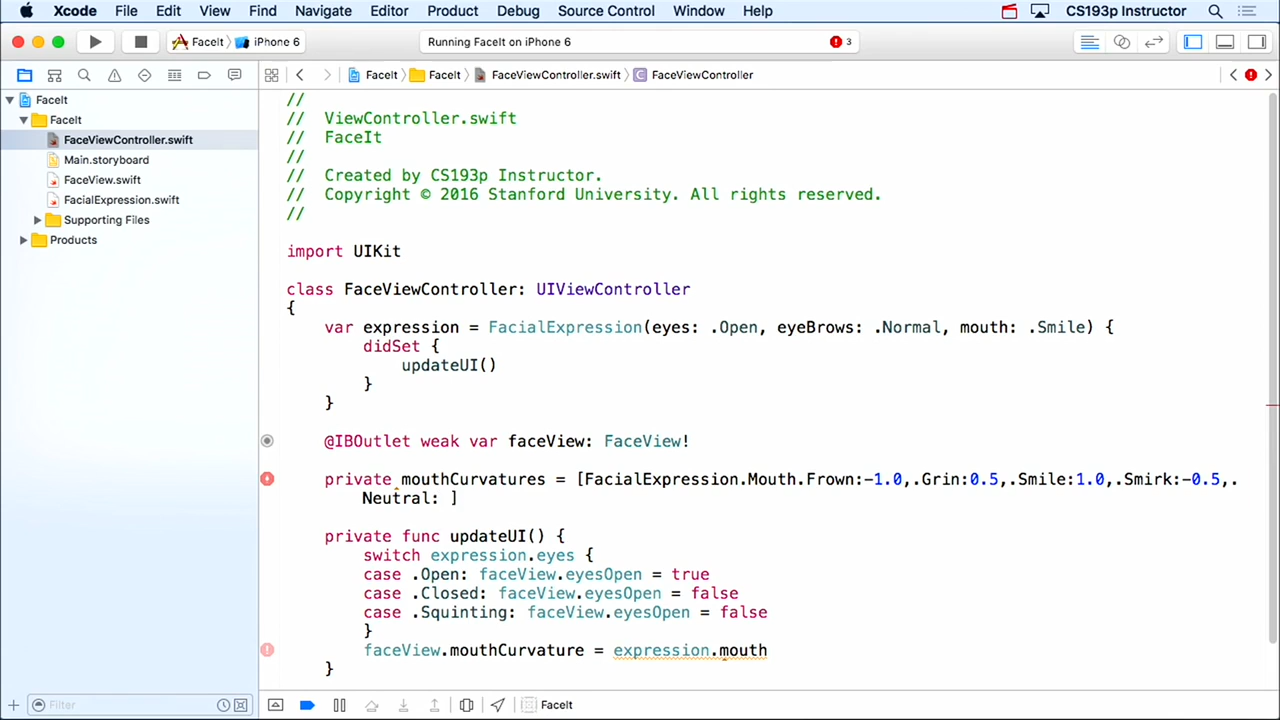 Xcode File Edit View Find Navigate Editor Product Debug Source Control Window Help CS193p Instructor
FaceIt iPhone 6 Running FaceIt on iPhone 6 3
FaceIt FaceIt FaceViewController.swift FaceViewController
FaceIt
FaceIt
FaceViewController.swift
Main.storyboard
FaceView.swift
FacialExpression.swift
Supporting Files
Products
//
// ViewController.swift
// FaceIt
//
// Created by CS193p Instructor.
// Copyright © 2016 Stanford University. All rights reserved.
//
import UIKit
class FaceViewController: UIViewController
{
var expression = FacialExpression(eyes: .Open, eyeBrows: .Normal, mouth: .Smile) {
didSet {
updateUI()
}
}
@IBOutlet weak var faceView: FaceView!
private mouthCurvatures = [FacialExpression.Mouth.Frown:-1.0,.Grin:0.5,.Smile:1.0,.Smirk:-0.5,.
Neutral: ]
private func updateUI() {
switch expression.eyes {
case .Open: faceView.eyesOpen = true
case .Closed: faceView.eyesOpen = false
case .Squinting: faceView.eyesOpen = false
}
faceView.mouthCurvature = expression.mouth
}
Filter FaceIt